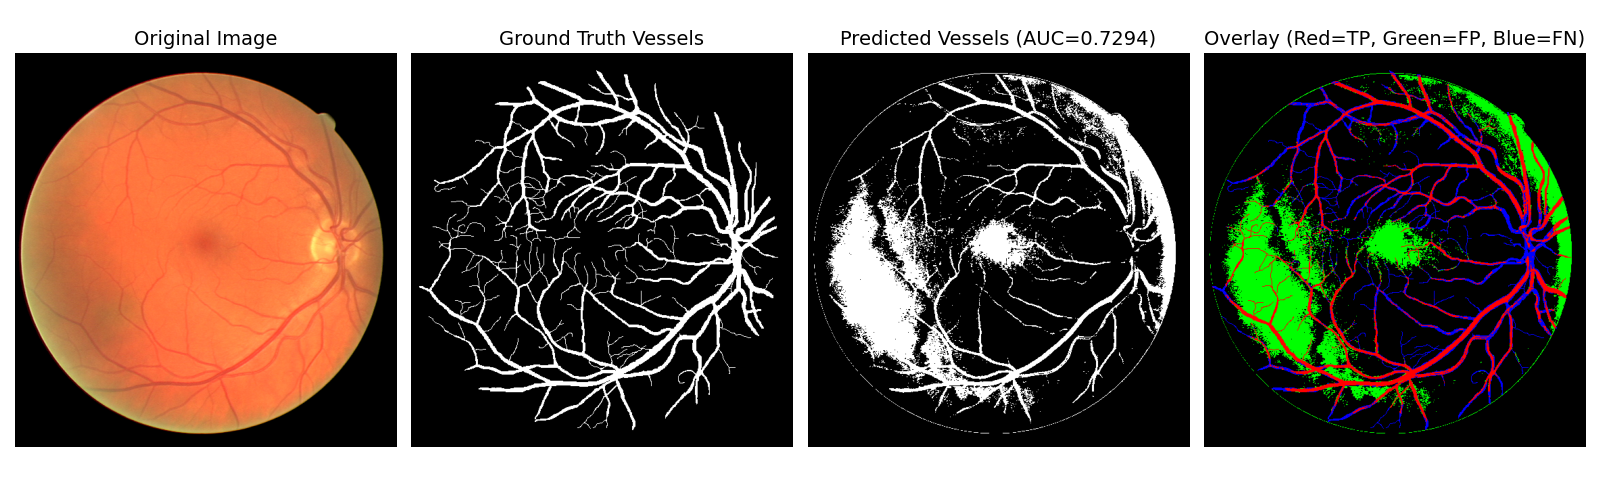 Original Image
Ground Truth Vessels
Predicted Vessels (AUC=0.7294)
Overlay (Red=TP, Green=FP, Blue=FN)